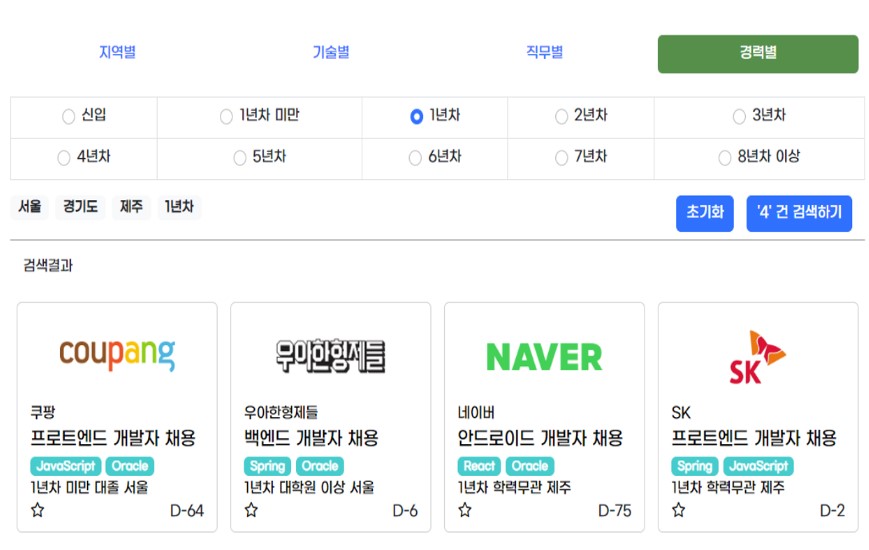 지역별 기술별 직무별 경력별
신입 1년차 미만 1년차 2년차 3년차
4년차 5년차 6년차 7년차 8년차 이상
서울 경기도 제주 1년차 초기화 '4' 건 검색하기
검색결과
coupang 우아한형제들 NAVER SK
쿠팡 우아한형제들 네이버 SK
프로트엔드 개발자 채용 백엔드 개발자 채용 안드로이드 개발자 채용 프로트엔드 개발자 채용
JavaScript Oracle Spring Oracle React Oracle Spring JavaScript
1년차 미만 대졸 서울 1년차 대학원 이상 서울 1년차 학력무관 제주 1년차 학력무관 제주
D-64 D-6 D-75 D-2